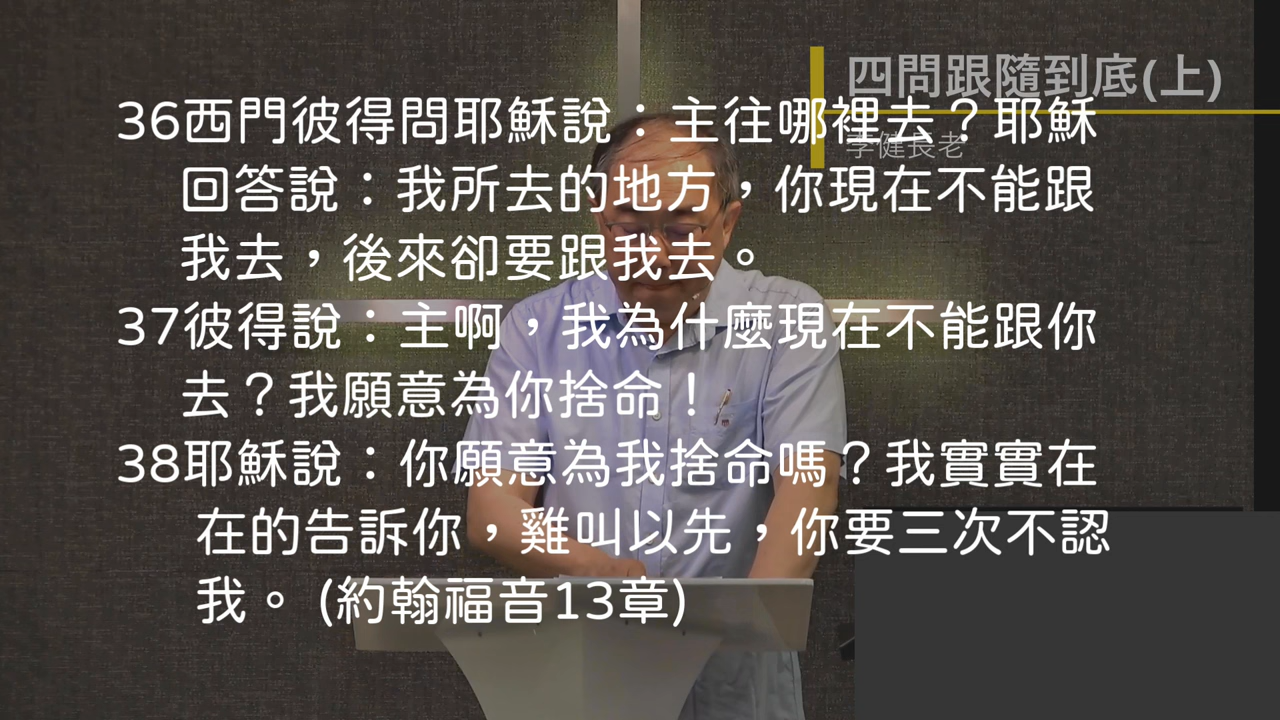 四問跟隨到底(上)
李健長老
36西門彼得問耶穌說：主往哪裡去？耶穌
回答說：我所去的地方，你現在不能跟
我去，後來卻要跟我去。
37彼得說：主啊，我為什麼現在不能跟你
去？我願意為你捨命！
38耶穌說：你願意為我捨命嗎？我實實在
在的告訴你，雞叫以先，你要三次不認
我。 (約翰福音13章)